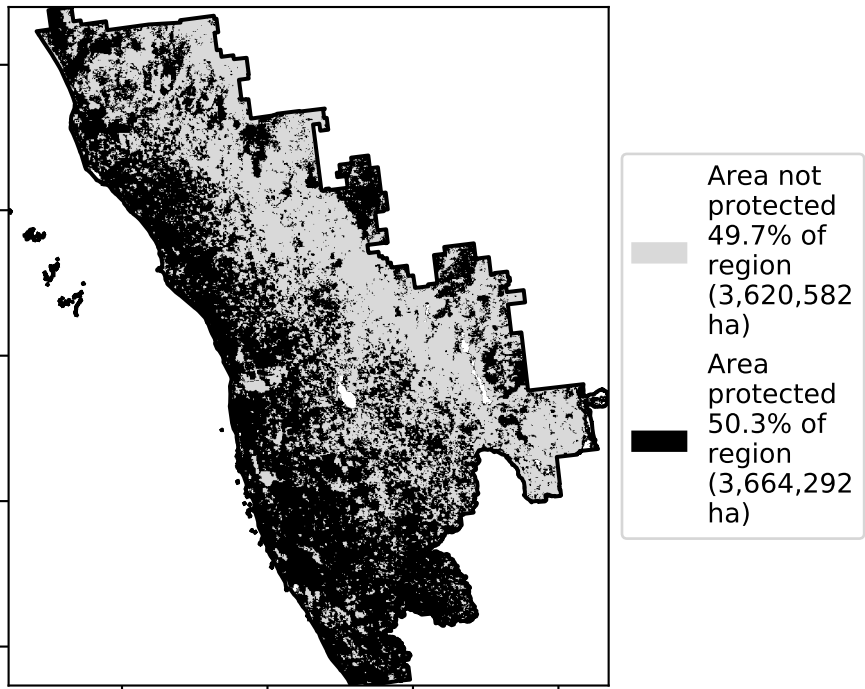 Area not
protected
49.7% of
region
(3,620,582
ha)
Area
protected
50.3% of
region
(3,664,292
ha)